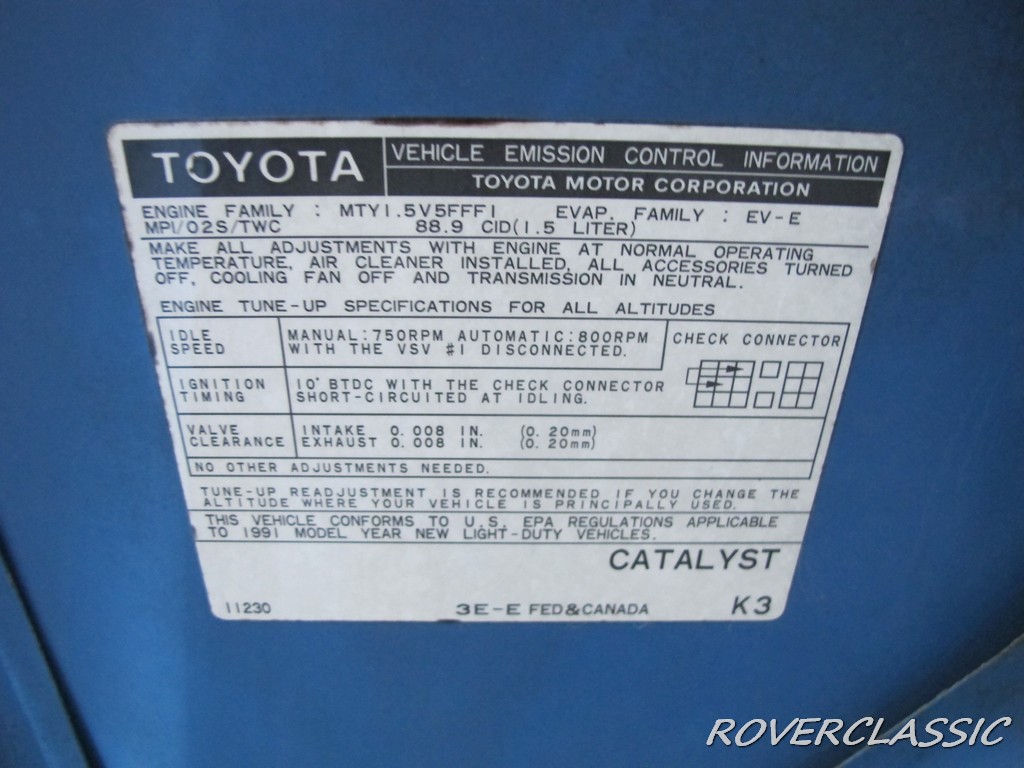 TOYOTA VEHICLE EMISSION CONTROL INFORMATION
TOYOTA MOTOR CORPORATION
ENGINE FAMILY : MTY1.5V5FFF1 EVAP. FAMILY : EV-E
MPI/O2S/TWC 88.9 CID(1.5 LITER)
MAKE ALL ADJUSTMENTS WITH ENGINE AT NORMAL OPERATING
TEMPERATURE, AIR CLEANER INSTALLED, ALL ACCESSORIES TURNED
OFF, COOLING FAN OFF AND TRANSMISSION IN NEUTRAL.
ENGINE TUNE-UP SPECIFICATIONS FOR ALL ALTITUDES
IDLE SPEED
MANUAL:750RPM AUTOMATIC:800RPM
WITH THE VSV #1 DISCONNECTED.
CHECK CONNECTOR
IGNITION TIMING
10° BTDC WITH THE CHECK CONNECTOR
SHORT-CIRCUITED AT IDLING.
VALVE CLEARANCE
INTAKE 0.008 IN. (0.20mm)
EXHAUST 0.008 IN. (0.20mm)
NO OTHER ADJUSTMENTS NEEDED.
TUNE-UP READJUSTMENT IS RECOMMENDED IF YOU CHANGE THE
ALTITUDE WHERE YOUR VEHICLE IS PRINCIPALLY USED.
THIS VEHICLE CONFORMS TO U.S. EPA REGULATIONS APPLICABLE
TO 1991 MODEL YEAR NEW LIGHT-DUTY VEHICLES.
CATALYST
11230 3E-E FED&CANADA K3
ROVERCLASSIC